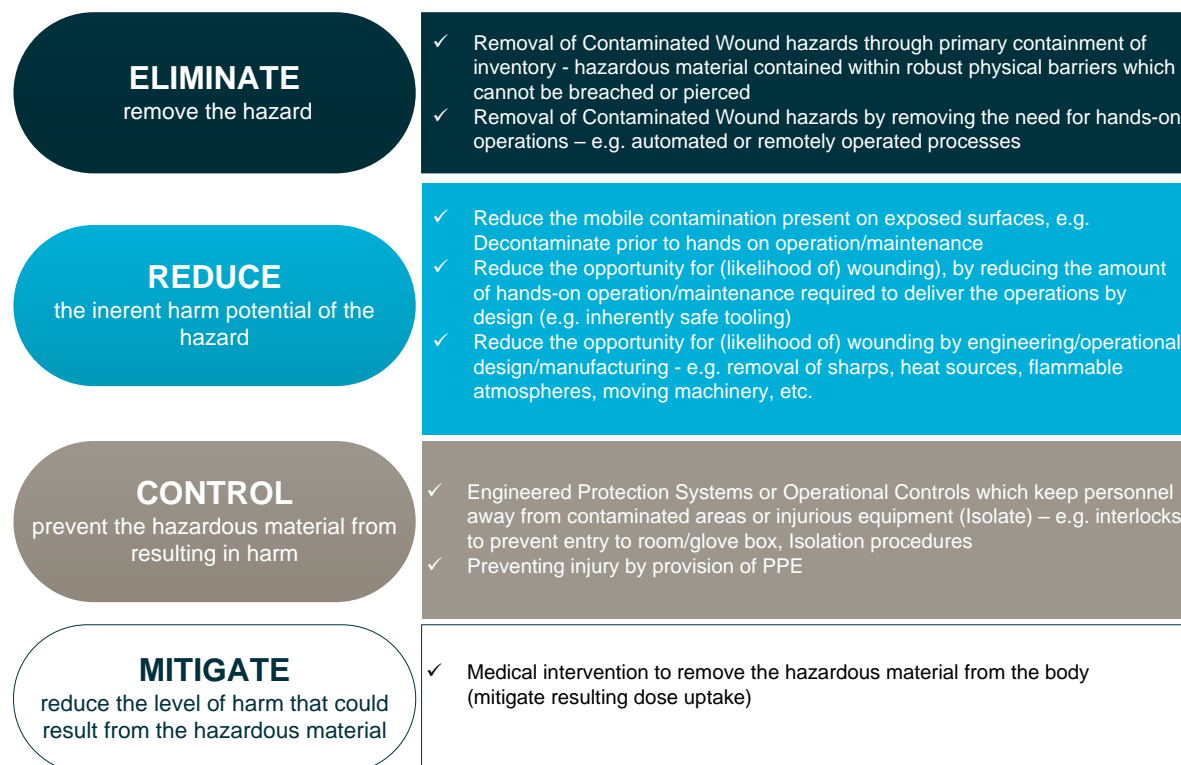 ELIMINATE
remove the hazard
✓ Removal of Contaminated Wound hazards through primary containment of
inventory - hazardous material contained within robust physical barriers which
cannot be breached or pierced
✓ Removal of Contaminated Wound hazards by removing the need for hands-on
operations – e.g. automated or remotely operated processes
REDUCE
the inerent harm potential of the
hazard
✓ Reduce the mobile contamination present on exposed surfaces, e.g.
Decontaminate prior to hands on operation/maintenance
✓ Reduce the opportunity for (likelihood of) wounding), by reducing the amount
of hands-on operation/maintenance required to deliver the operations by
design (e.g. inherently safe tooling)
✓ Reduce the opportunity for (likelihood of) wounding by engineering/operational
design/manufacturing - e.g. removal of sharps, heat sources, flammable
atmospheres, moving machinery, etc.
CONTROL
prevent the hazardous material from
resulting in harm
✓ Engineered Protection Systems or Operational Controls which keep personnel
away from contaminated areas or injurious equipment (Isolate) – e.g. interlocks
to prevent entry to room/glove box, Isolation procedures
✓ Preventing injury by provision of PPE
MITIGATE
reduce the level of harm that could
result from the hazardous material
✓ Medical intervention to remove the hazardous material from the body
(mitigate resulting dose uptake)